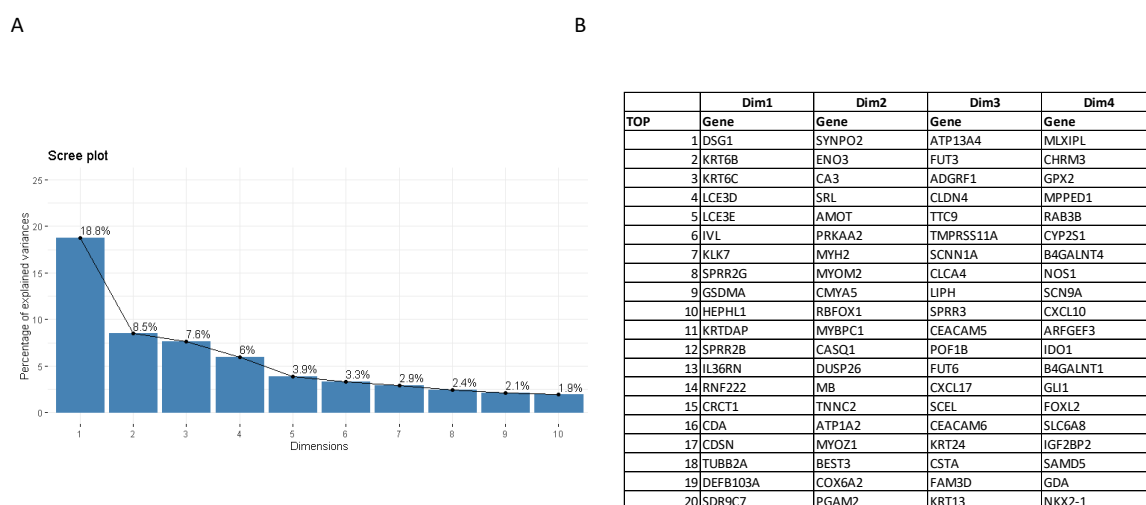 A
B
Scree plot
Percentage of explained variances
25
20
15
10
5
0
18.8%
8.5%
7.6%
6%
3.9%
3.3%
2.9%
2.4%
2.1%
1.9%
1 2 3 4 5 6 7 8 9 10
Dimensions
Dim1 Dim2 Dim3 Dim4
TOP Gene Gene Gene Gene
1 DSG1 SYNPO2 ATP13A4 MLXIPL
2 KRT6B ENO3 FUT3 CHRM3
3 KRT6C CA3 ADGRF1 GPX2
4 LCE3D SRL CLDN4 MPPED1
5 LCE3E AMOT TTC9 RAB3B
6 IVL PRKAA2 TMPRSS11A CYP2S1
7 KLK7 MYH2 SCNN1A B4GALNT4
8 SPRR2G MYOM2 CLCA4 NOS1
9 GSDMA CMYA5 LIPH SCN9A
10 HEPHL1 RBFOX1 SPRR3 CXCL10
11 KRTDAP MYBPC1 CEACAM5 ARFGEF3
12 SPRR2B CASQ1 POF1B IDO1
13 IL36RN DUSP26 FUT6 B4GALNT1
14 RNF222 MB CXCL17 GLI1
15 CRCT1 TNNC2 SCEL FOXL2
16 CDA ATP1A2 CEACAM6 SLC6A8
17 CDSN MYOZ1 KRT24 IGF2BP2
18 TUBB2A BEST3 CSTA SAMD5
19 DEFB103A COX6A2 FAM3D GDA
20 SDR9C7 PGAM2 KRT13 NKX2-1